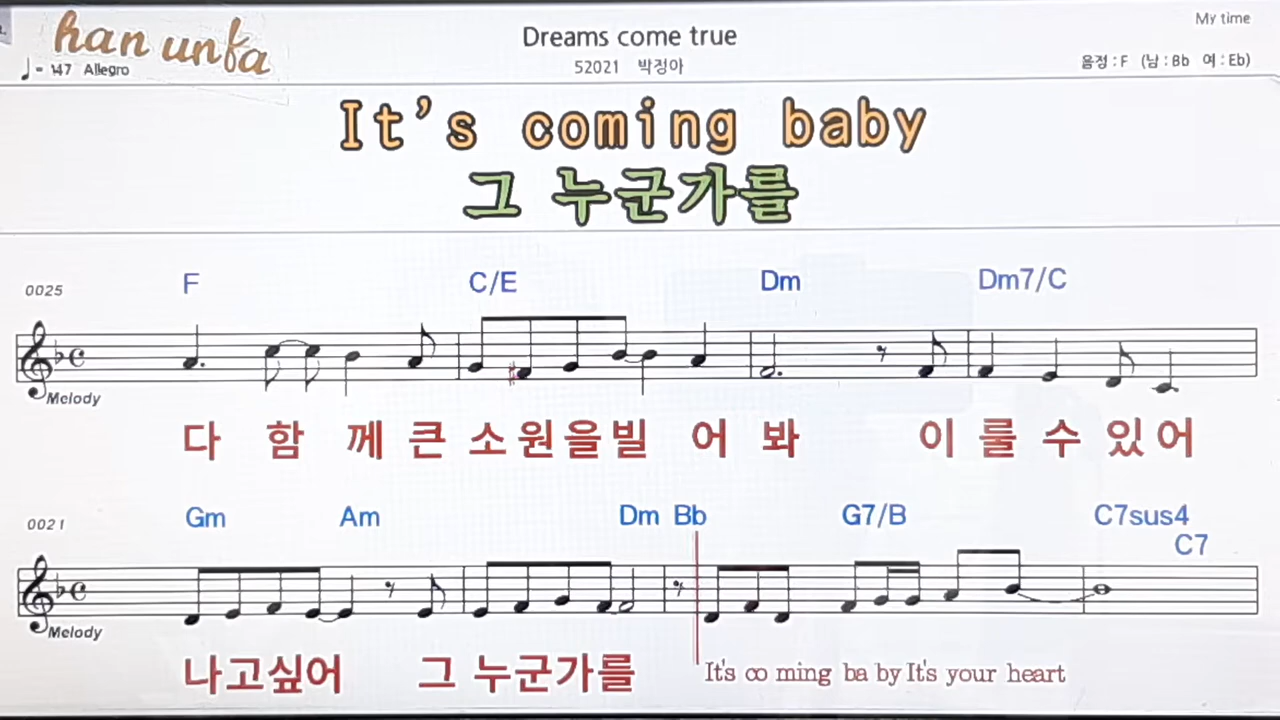 han unfa
My time
Dreams come true
♩= 147 Allegro
52021 박정아
음정 : F (남 : Bb 여 : Eb)
It's coming baby
그 누군가를
0025
F C/E Dm Dm7/C
Melody
다 함 께 큰 소 원 을 빌 어 봐 이 룰 수 있 어
0021
Gm Am Dm Bb G7/B C7sus4
C7
Melody
나고싶어 그 누군가를 It's co ming ba by It's your heart